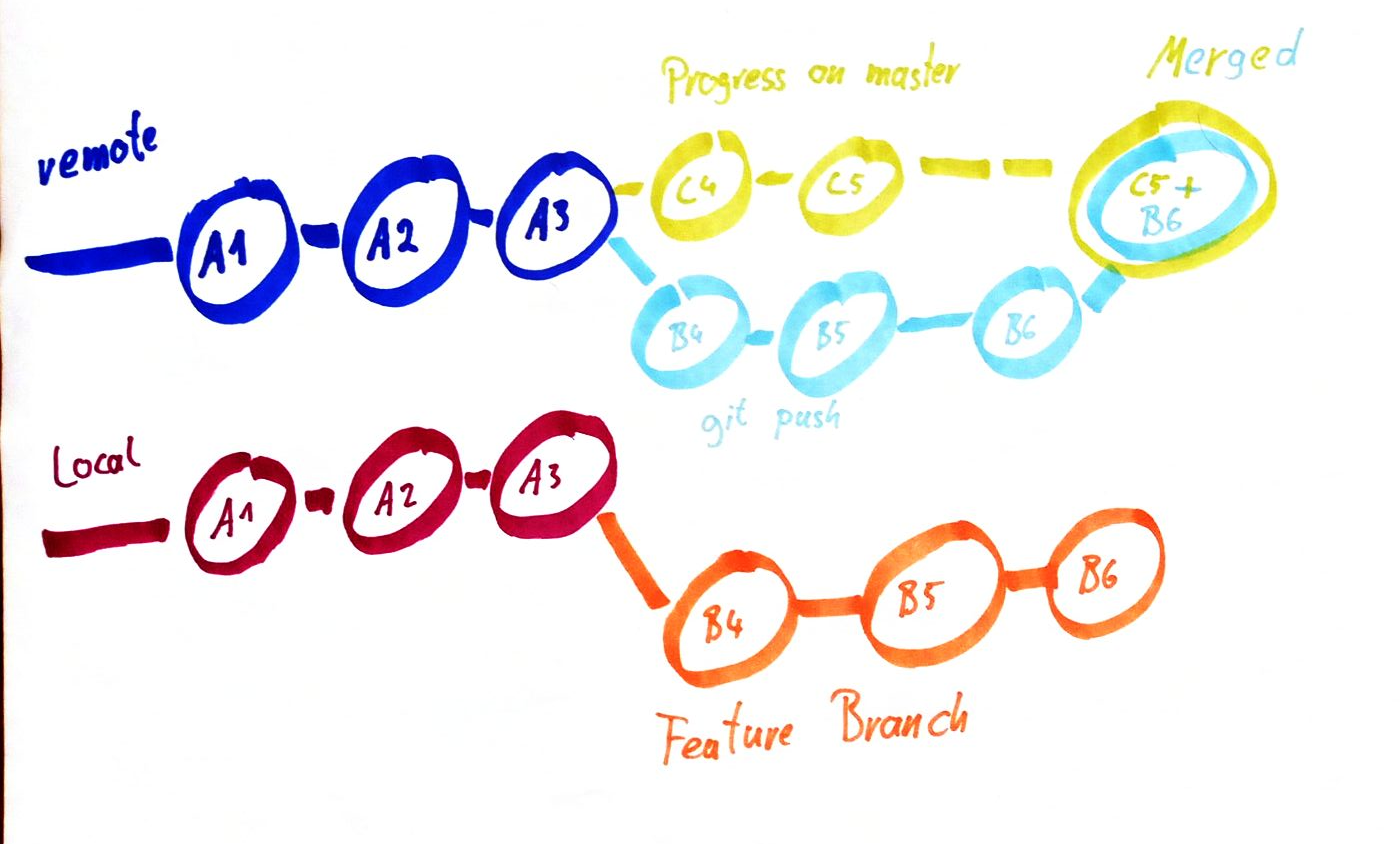 Progress on master
Merged
remote
A1
A2
A3
C4
C5
C5 +
B6
B4
B5
B6
git push
Local
A1
A2
A3
B4
B5
B6
Feature Branch